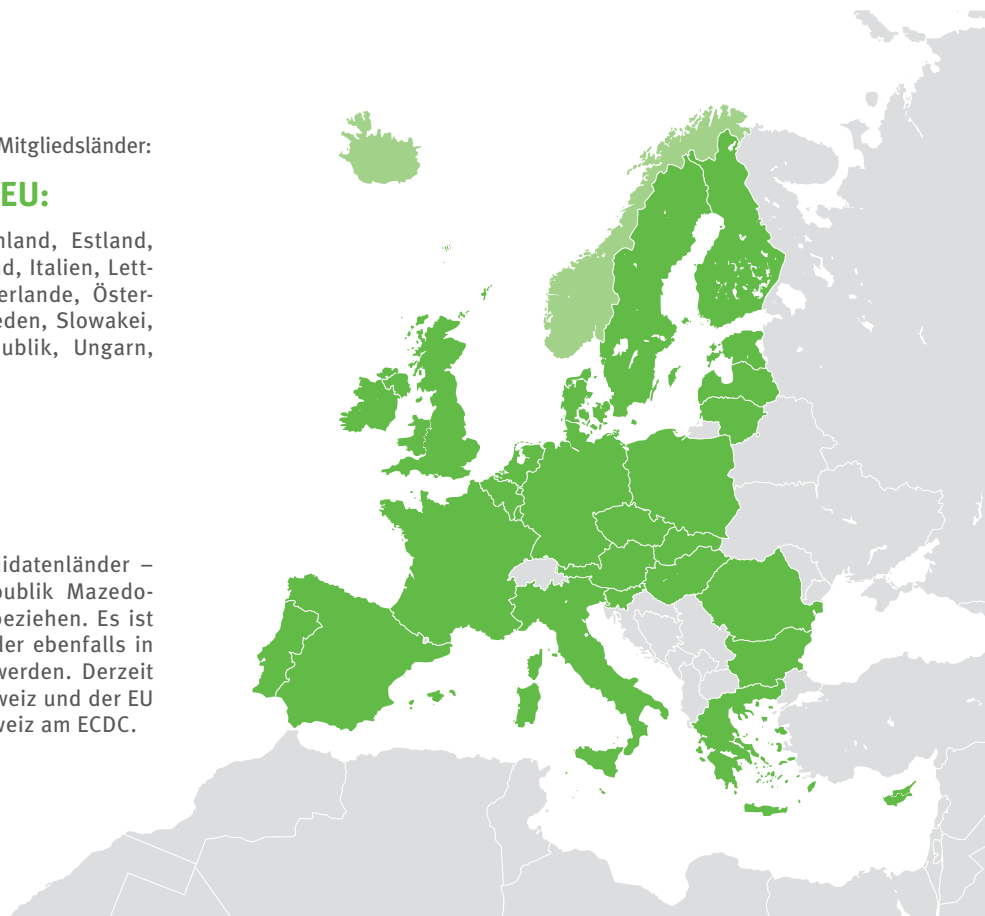 Mitgliedsländer:
EU:
nland, Estland,
d, Italien, Lett-
erlande, Öster-
eden, Slowakei,
ublik, Ungarn,
didatenländer –
publik Mazedo-
beziehen. Es ist
der ebenfalls in
werden. Derzeit
weiz und der EU
weiz am ECDC.